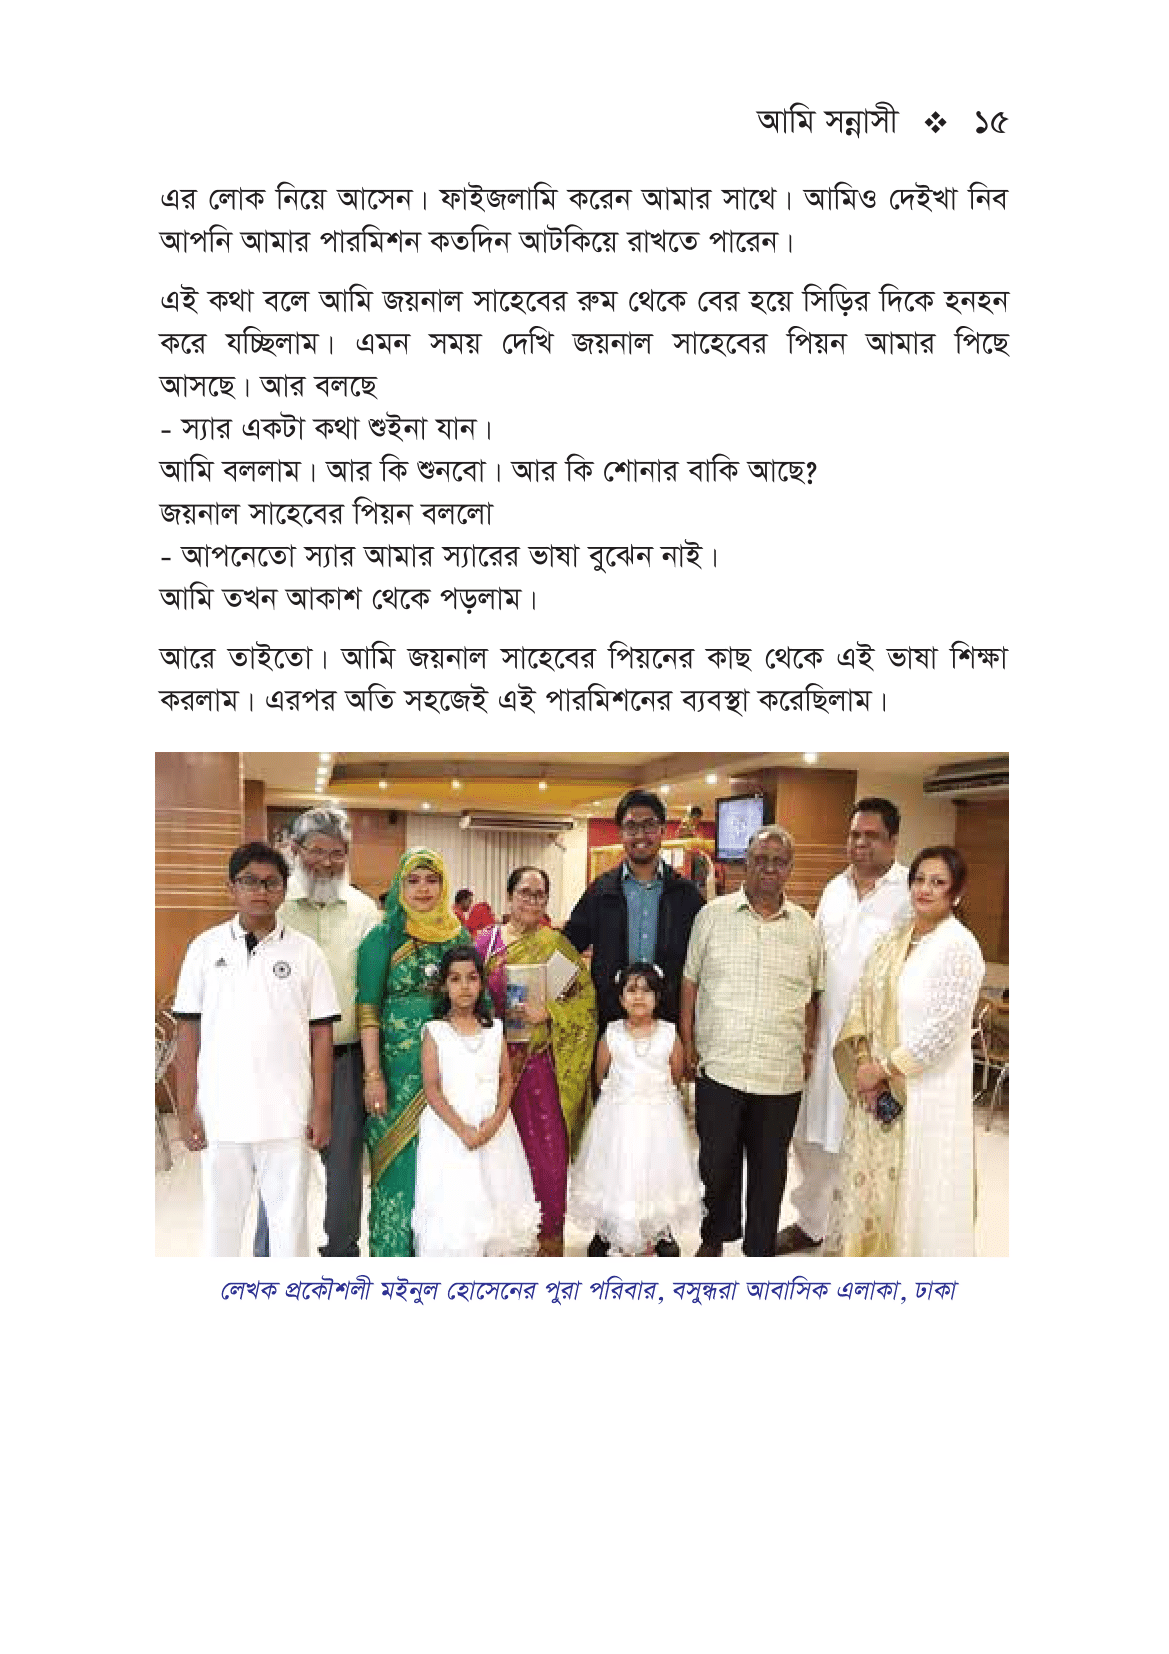 আমি সন্নাসী ❖ ১৫
এর লোক নিয়ে আসেন। ফাইজলামি করেন আমার সাথে। আমিও দেইখা নিব
আপনি আমার পারমিশন কতদিন আটকিয়ে রাখতে পারেন।
এই কথা বলে আমি জয়নাল সাহেবের রুম থেকে বের হয়ে সিড়ির দিকে হনহন
করে যচ্ছিলাম। এমন সময় দেখি জয়নাল সাহেবের পিয়ন আমার পিছে
আসছে। আর বলছে
- স্যার একটা কথা শুইনা যান।
আমি বললাম। আর কি শুনবো। আর কি শোনার বাকি আছে?
জয়নাল সাহেবের পিয়ন বললো
- আপনেতো স্যার আমার স্যারের ভাষা বুঝেন নাই।
আমি তখন আকাশ থেকে পড়লাম।
আরে তাইতো। আমি জয়নাল সাহেবের পিয়নের কাছ থেকে এই ভাষা শিক্ষা
করলাম। এরপর অতি সহজেই এই পারমিশনের ব্যবস্থা করেছিলাম।
লেখক প্রকৌশলী মইনুল হোসেনের পুরা পরিবার, বসুন্ধরা আবাসিক এলাকা, ঢাকা